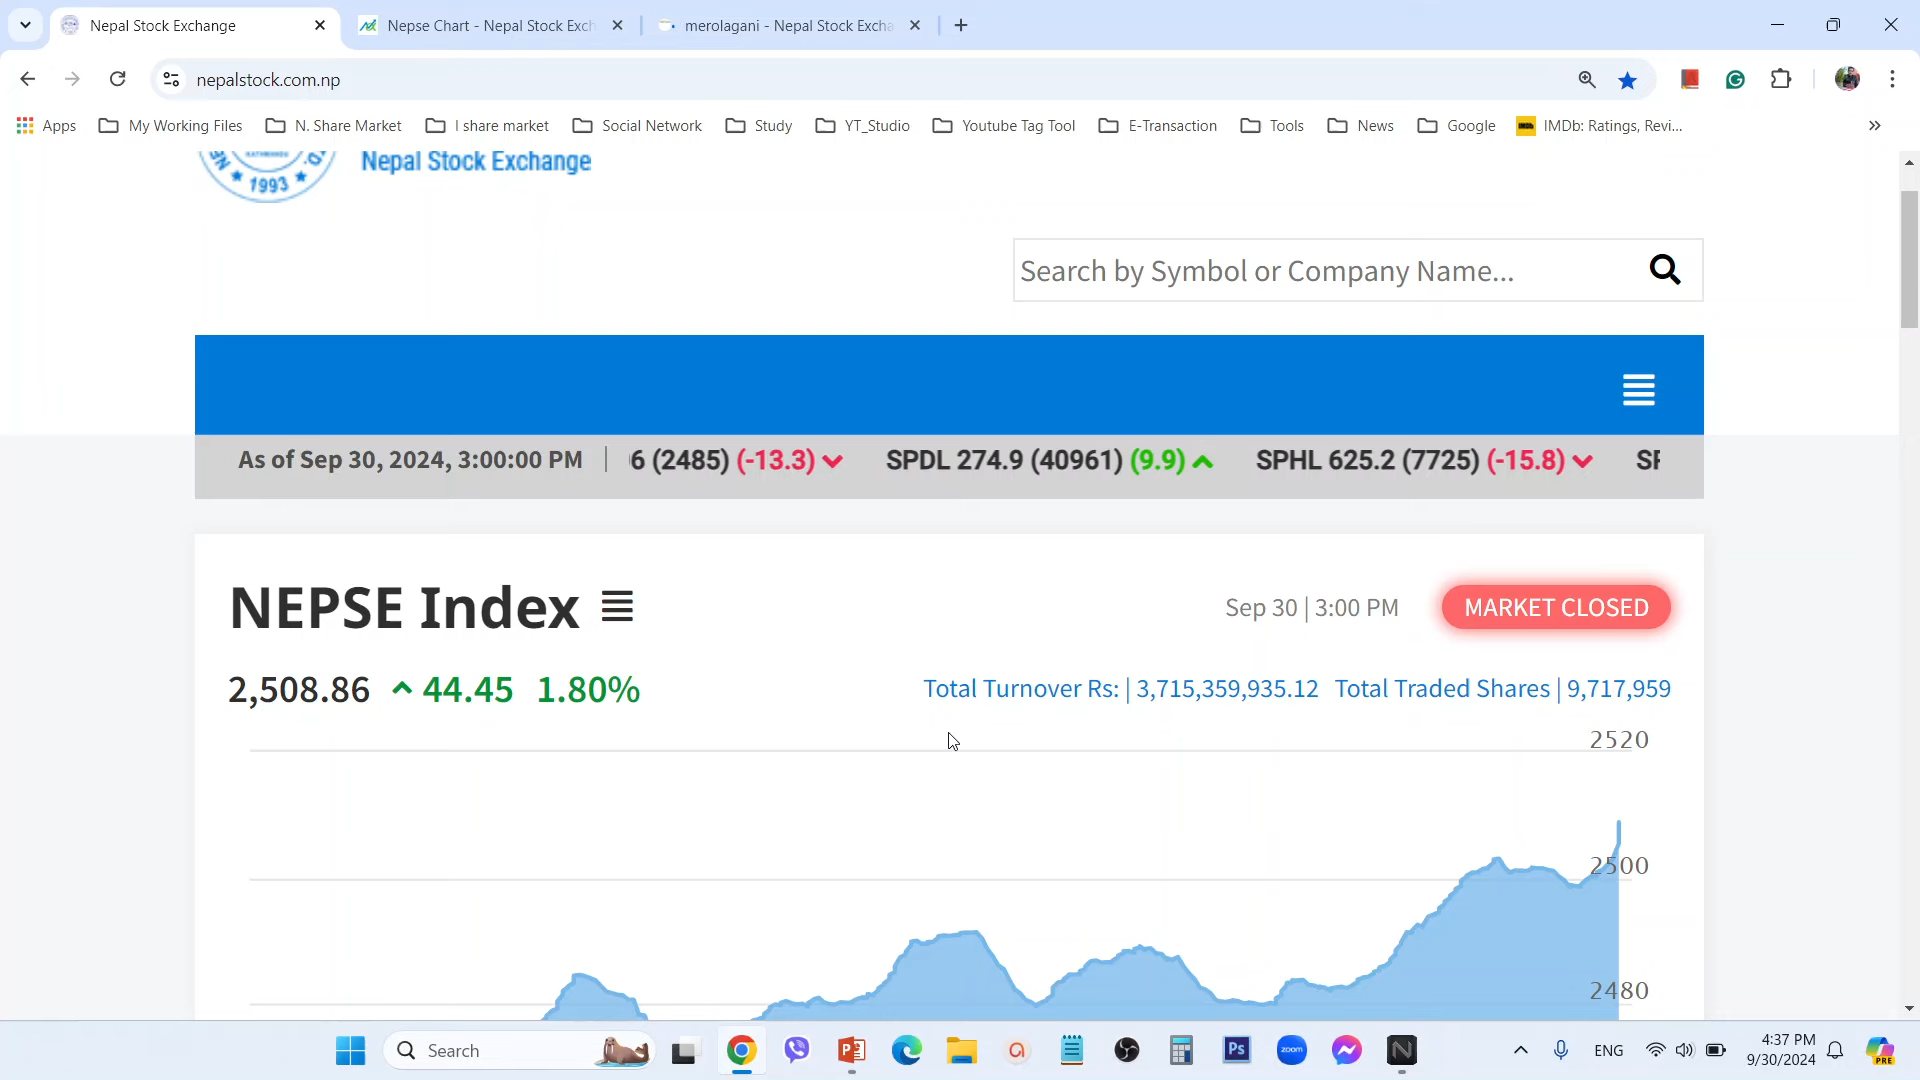 Nepal Stock Exchange
Nepse Chart - Nepal Stock Exch
merolagani - Nepal Stock Excha
nepalstock.com.np
Apps
My Working Files
N. Share Market
I share market
Social Network
Study
YT_Studio
Youtube Tag Tool
E-Transaction
Tools
News
Google
IMDb: Ratings, Revi...
1993
Nepal Stock Exchange
Search by Symbol or Company Name...
As of Sep 30, 2024, 3:00:00 PM | 6 (2485) (-13.3) SPDL 274.9 (40961) (9.9) SPHL 625.2 (7725) (-15.8)
NEPSE Index
Sep 30 | 3:00 PM
MARKET CLOSED
2,508.86 44.45 1.80%
Total Turnover Rs: | 3,715,359,935.12 Total Traded Shares | 9,717,959
2520
2500
2480
Search
Ps
zoom
ENG
4:37 PM
9/30/2024
PRE